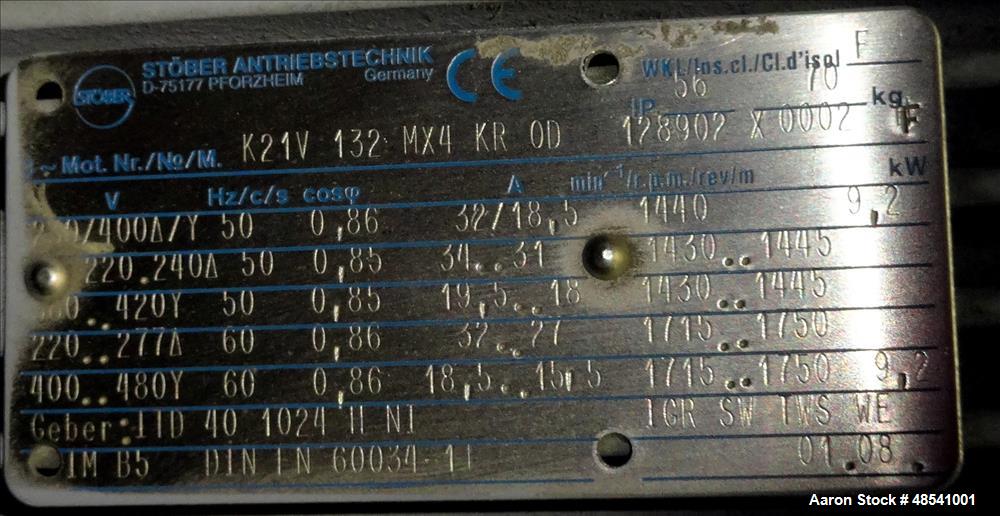 STÖBER
STÖBER ANTRIEBSTECHNIK
D-75177 PFORZHEIM Germany
CE
WKL/Ins.cl./Cl.d'isol F
IP 56 70 kg
~ Mot. Nr./No/M. K21V 132 MX4 KR OD 128902 X 0002 F
V Hz/c/s cosφ A min⁻¹/r.p.m./rev/m kW
/400Δ/Y 50 0,86 32/18,5 1440 9,2
220.240Δ 50 0,85 34..31 1430..1445
420Y 50 0,85 19,5..18 1430..1445
220..277Δ 60 0,86 32..27 1715..1750
400..480Y 60 0,86 18,5..15,5 1715..1750 9,2
Geber:ITD 40 1024 H NI IGR SW TWS WE
IM B5 DIN EN 60034-1 01.08.
Aaron Stock # 48541001